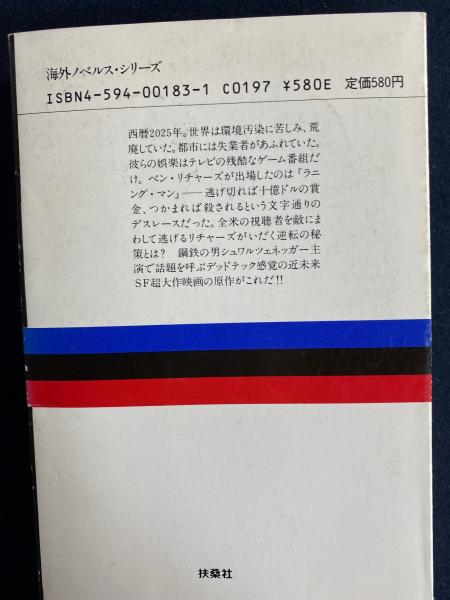 海外ノベルス・シリーズ
ISBN4-594-00183-1 C0197 ¥580E 定価580円
西暦2025年。世界は環境汚染に苦しみ、荒
廃していた。都市には失業者があふれていた。
彼らの娯楽はテレビの残酷なゲーム番組だ
け。ベン・リチャーズが出場したのは『ラニ
ング・マン』――逃げ切れば十億ドルの賞
金、つかまれば殺されるという文字通りの
デスレースだった。全米の視聴者を敵にま
わして逃げるリチャーズがいだく逆転の秘
策とは? 鋼鉄の男シュワルツェネッガー主
演で話題を呼ぶデッドテック感覚の近未来
SF超大作映画の原作がこれだ!!
扶桑社